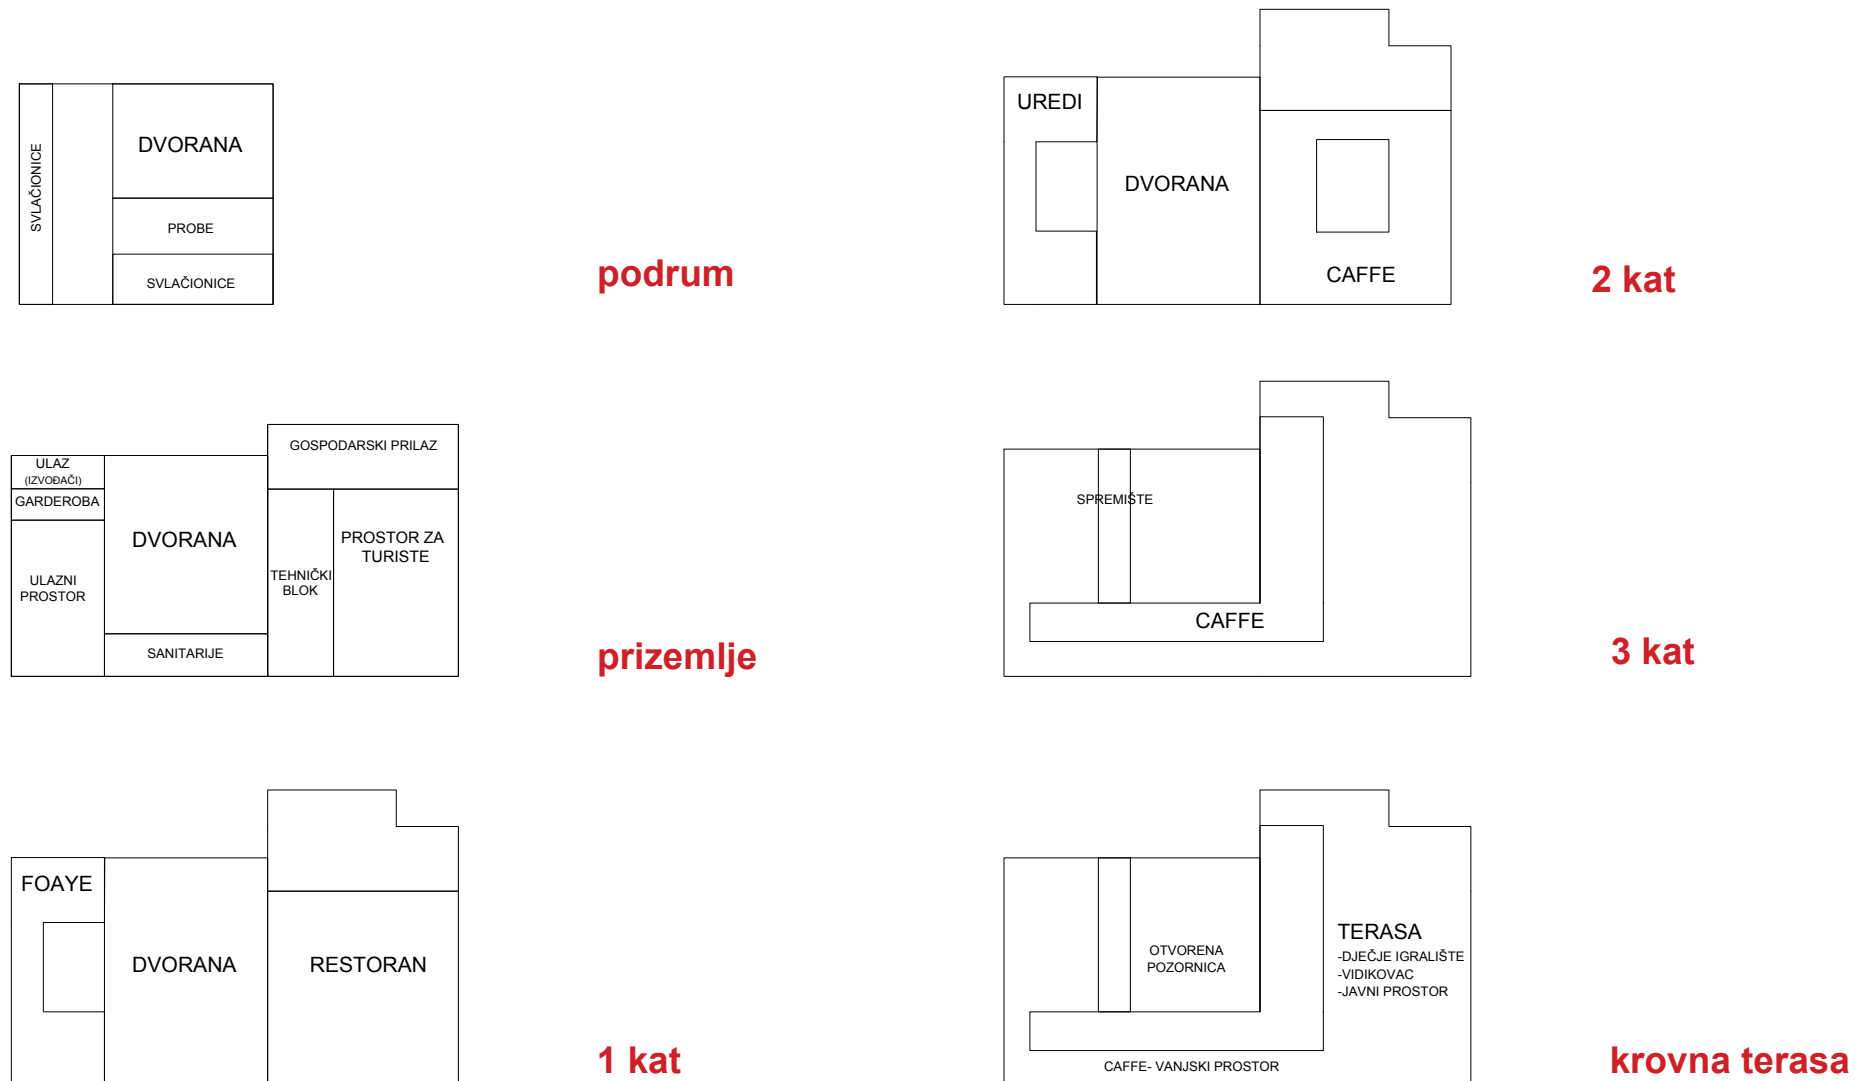 SVLAČIONICE
DVORANA
PROBE
SVLAČIONICE
podrum
ULAZ
(IZVOĐAČI)
GARDEROBA
ULAZNI
PROSTOR
DVORANA
SANITARIJE
GOSPODARSKI PRILAZ
TEHNIČKI
BLOK
PROSTOR ZA
TURISTE
prizemlje
FOAYE
DVORANA
RESTORAN
1 kat
UREDI
DVORANA
CAFFE
2 kat
SPREMIŠTE
CAFFE
3 kat
OTVORENA
POZORNICA
TERASA
-DJEČJE IGRALIŠTE
-VIDIKOVAC
-JAVNI PROSTOR
CAFFE- VANJSKI PROSTOR
krovna terasa